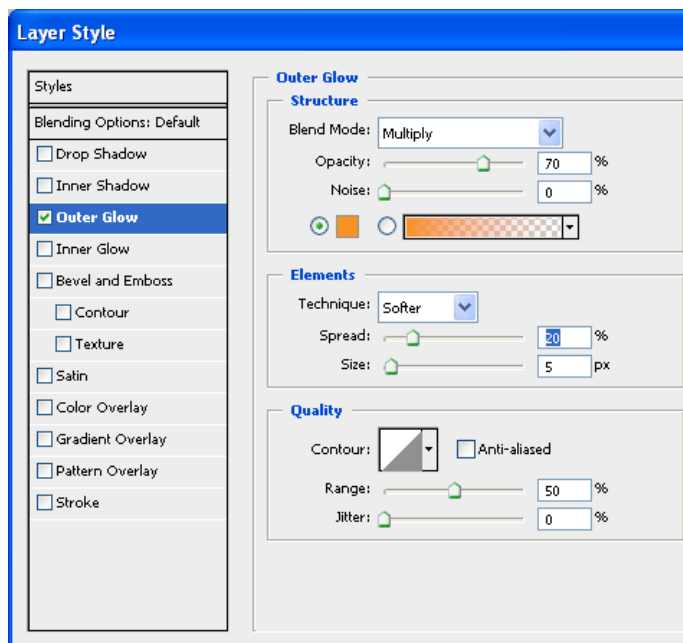 Layer Style
Styles
Blending Options: Default
Drop Shadow
Inner Shadow
Outer Glow
Inner Glow
Bevel and Emboss
Contour
Texture
Satin
Color Overlay
Gradient Overlay
Pattern Overlay
Stroke
Outer Glow
Structure
Blend Mode: Multiply
Opacity: 70 %
Noise: 0 %
Elements
Technique: Softer
Spread: 20 %
Size: 5 px
Quality
Contour: Anti-aliased
Range: 50 %
Jitter: 0 %